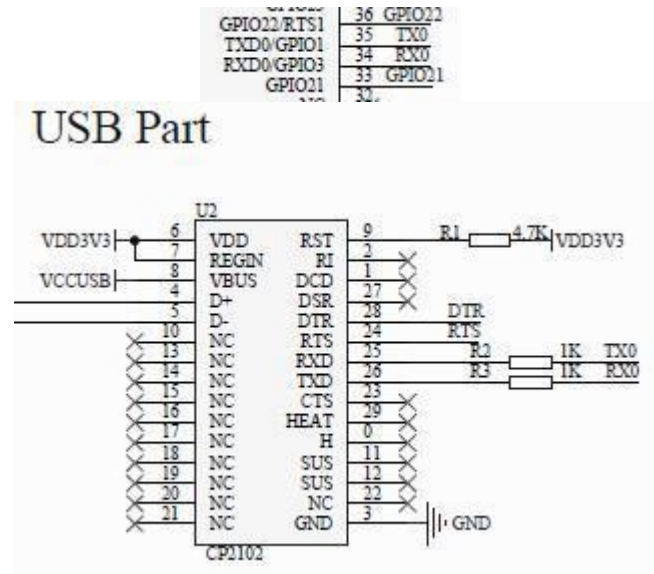 36 GPIO22
GPIO22/RTS1 35 TX0
TXD0/GPIO1 34 RX0
RXD0/GPIO3 33 GPIO21
GPIO21 32
USB Part
U2
VDD3V3 6 VDD RST 9 R1 4.7K VDD3V3
7 REGIN RI 2
VCCUSB 8 VBUS DCD 1
4 D+ DSR 27
5 D- DTR 28 DTR
10 NC RTS 24 RTS
13 NC RXD 25 R2 1K TX0
14 NC TXD 26 R3 1K RX0
15 NC CTS 23
16 NC HEAT 29
17 NC H 0
18 NC SUS 11
19 NC SUS 12
20 NC NC 22
21 NC GND 3 GND
CP2102